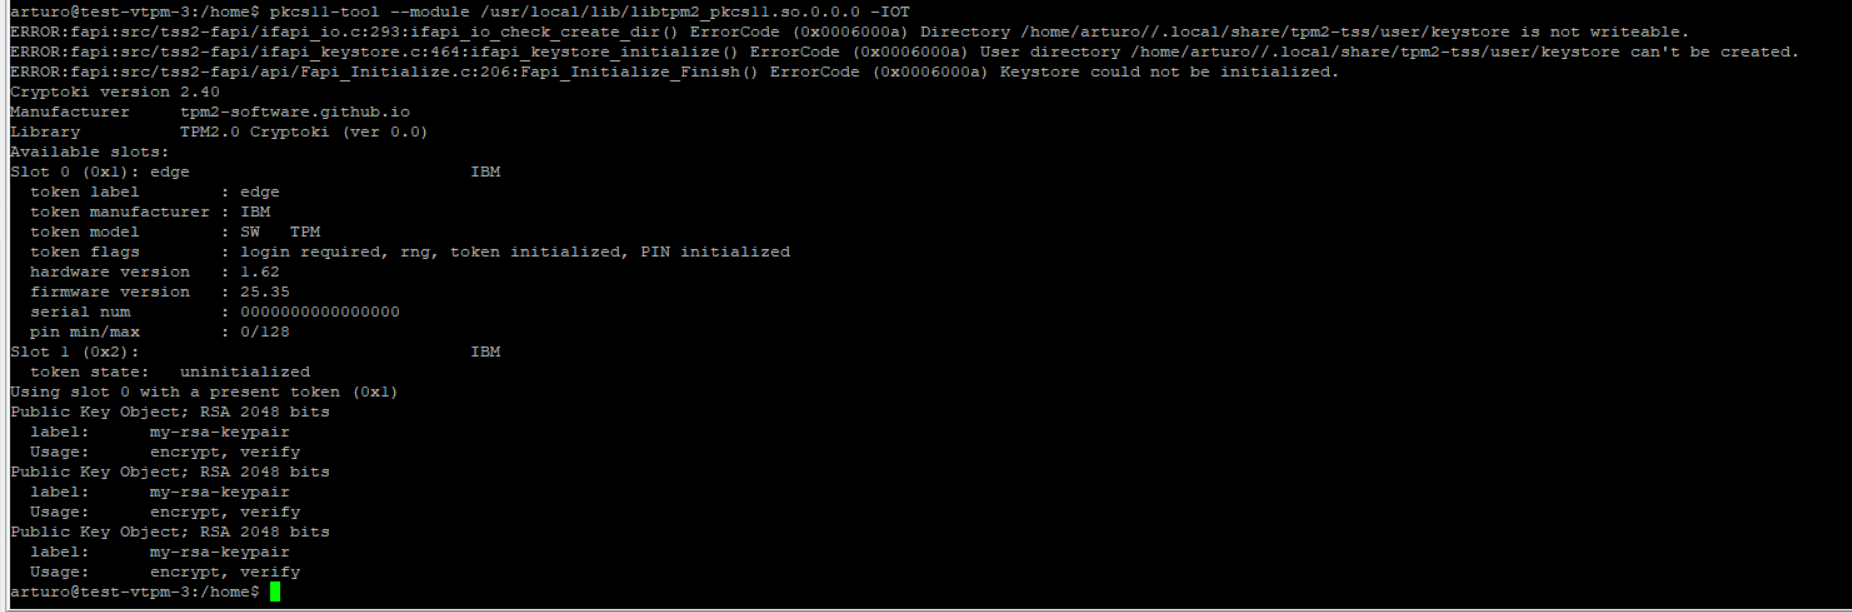 arturo@test-vtpm-3:/home$ pkcs11-tool --module /usr/local/lib/libtpm2_pkcs11.so.0.0.0 -IOT
ERROR:fapi:src/tss2-fapi/ifapi_io.c:293:ifapi_io_check_create_dir() ErrorCode (0x0006000a) Directory /home/arturo//.local/share/tpm2-tss/user/keystore is not writeable.
ERROR:fapi:src/tss2-fapi/ifapi_keystore.c:464:ifapi_keystore_initialize() ErrorCode (0x0006000a) User directory /home/arturo//.local/share/tpm2-tss/user/keystore can't be created.
ERROR:fapi:src/tss2-fapi/api/Fapi_Initialize.c:206:Fapi_Initialize_Finish() ErrorCode (0x0006000a) Keystore could not be initialized.
Cryptoki version 2.40
Manufacturer     tpm2-software.github.io
Library          TPM2.0 Cryptoki (ver 0.0)
Available slots:
Slot 0 (0x1): edge                            IBM
  token label        : edge
  token manufacturer : IBM
  token model        : SW   TPM
  token flags        : login required, rng, token initialized, PIN initialized
  hardware version   : 1.62
  firmware version   : 25.35
  serial num         : 0000000000000000
  pin min/max        : 0/128
Slot 1 (0x2):                                 IBM
  token state:   uninitialized
Using slot 0 with a present token (0x1)
Public Key Object; RSA 2048 bits
  label:      my-rsa-keypair
  Usage:      encrypt, verify
Public Key Object; RSA 2048 bits
  label:      my-rsa-keypair
  Usage:      encrypt, verify
Public Key Object; RSA 2048 bits
  label:      my-rsa-keypair
  Usage:      encrypt, verify
arturo@test-vtpm-3:/home$